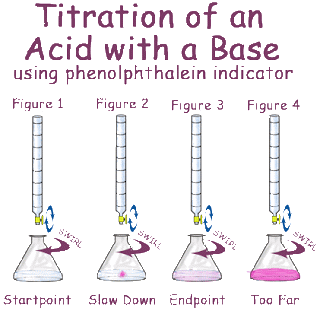 Titration of an
Acid with a Base
using phenolphthalein indicator
Figure 1 Figure 2 Figure 3 Figure 4
SWIRL SWIRL SWIRL SWIRL
Startpoint Slow Down Endpoint Too Far